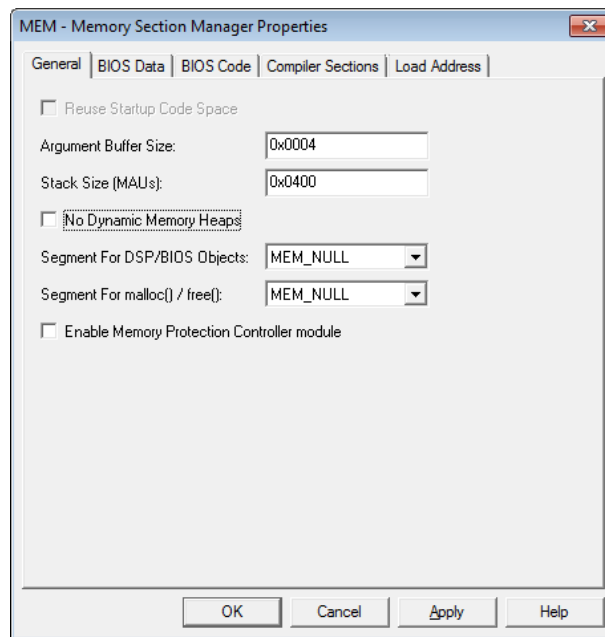 MEM - Memory Section Manager Properties
General BIOS Data BIOS Code Compiler Sections Load Address
Reuse Startup Code Space
Argument Buffer Size: 0x0004
Stack Size (MAUs): 0x0400
No Dynamic Memory Heaps
Segment For DSP/BIOS Objects: MEM_NULL
Segment For malloc() / free(): MEM_NULL
Enable Memory Protection Controller module
OK Cancel Apply Help